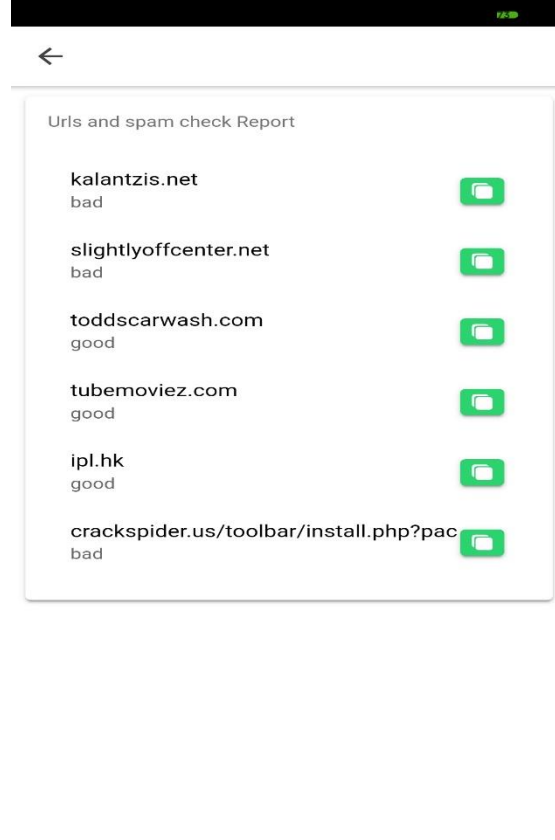 73
Urls and spam check Report
kalantzis.net
bad
slightlyoffcenter.net
bad
toddscarwash.com
good
tubemoviez.com
good
ipl.hk
good
crackspider.us/toolbar/install.php?pac
bad